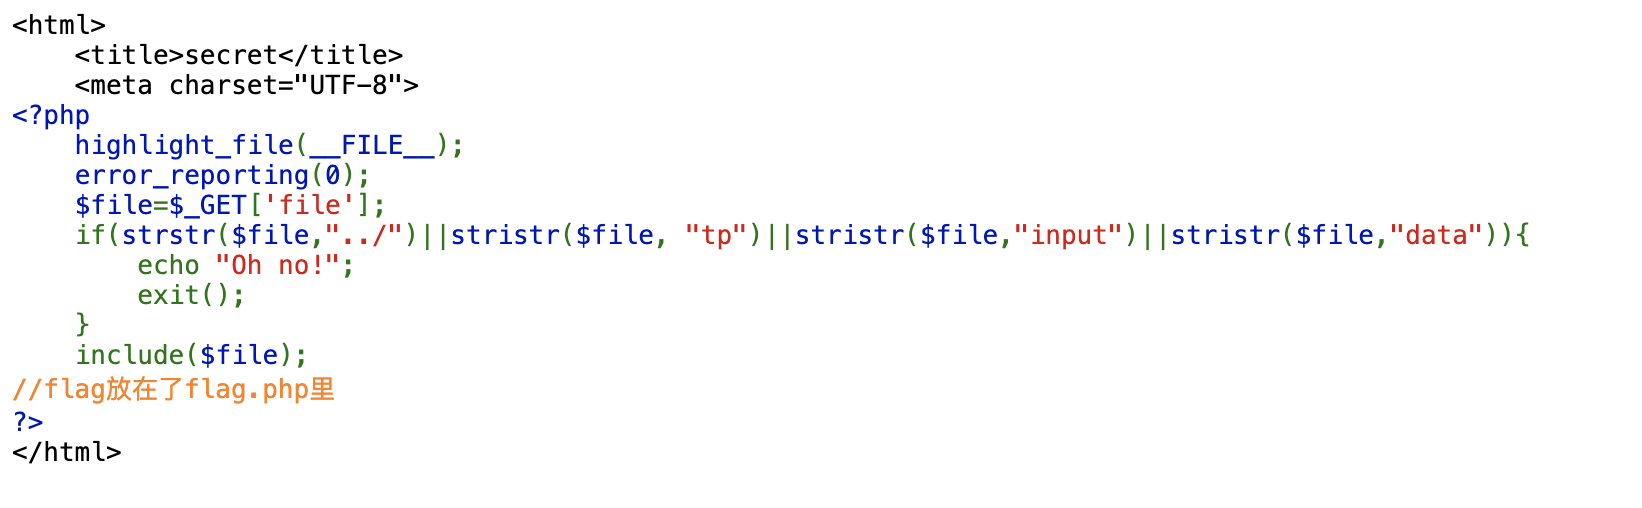 <html>
    <title>secret</title>
    <meta charset="UTF-8">
<?php
    highlight_file(__FILE__);
    error_reporting(0);
    $file=$_GET['file'];
    if(strstr($file,"../")||stristr($file, "tp")||stristr($file,"input")||stristr($file,"data")){
        echo "Oh no!";
        exit();
    }
    include($file);
//flag放在了flag.php里
?>
</html>